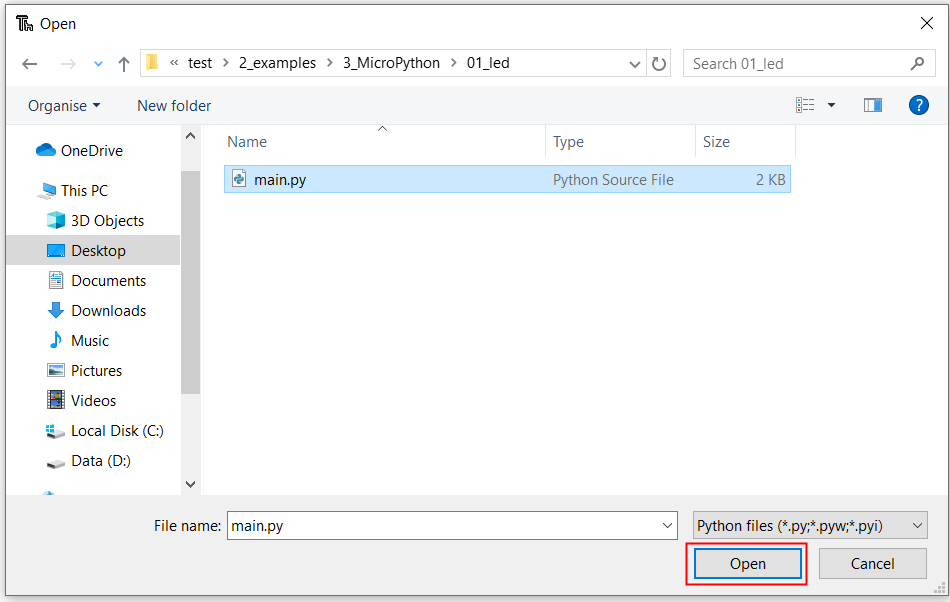 Open
« test > 2_examples > 3_MicroPython > 01_led
Search 01_led
Organise New folder
?
Name Type Size
main.py Python Source File 2 KB
OneDrive
This PC
3D Objects
Desktop
Documents
Downloads
Music
Pictures
Videos
Local Disk (C:)
Data (D:)
File name: main.py Python files (*.py;*.pyw;*.pyi)
Open Cancel